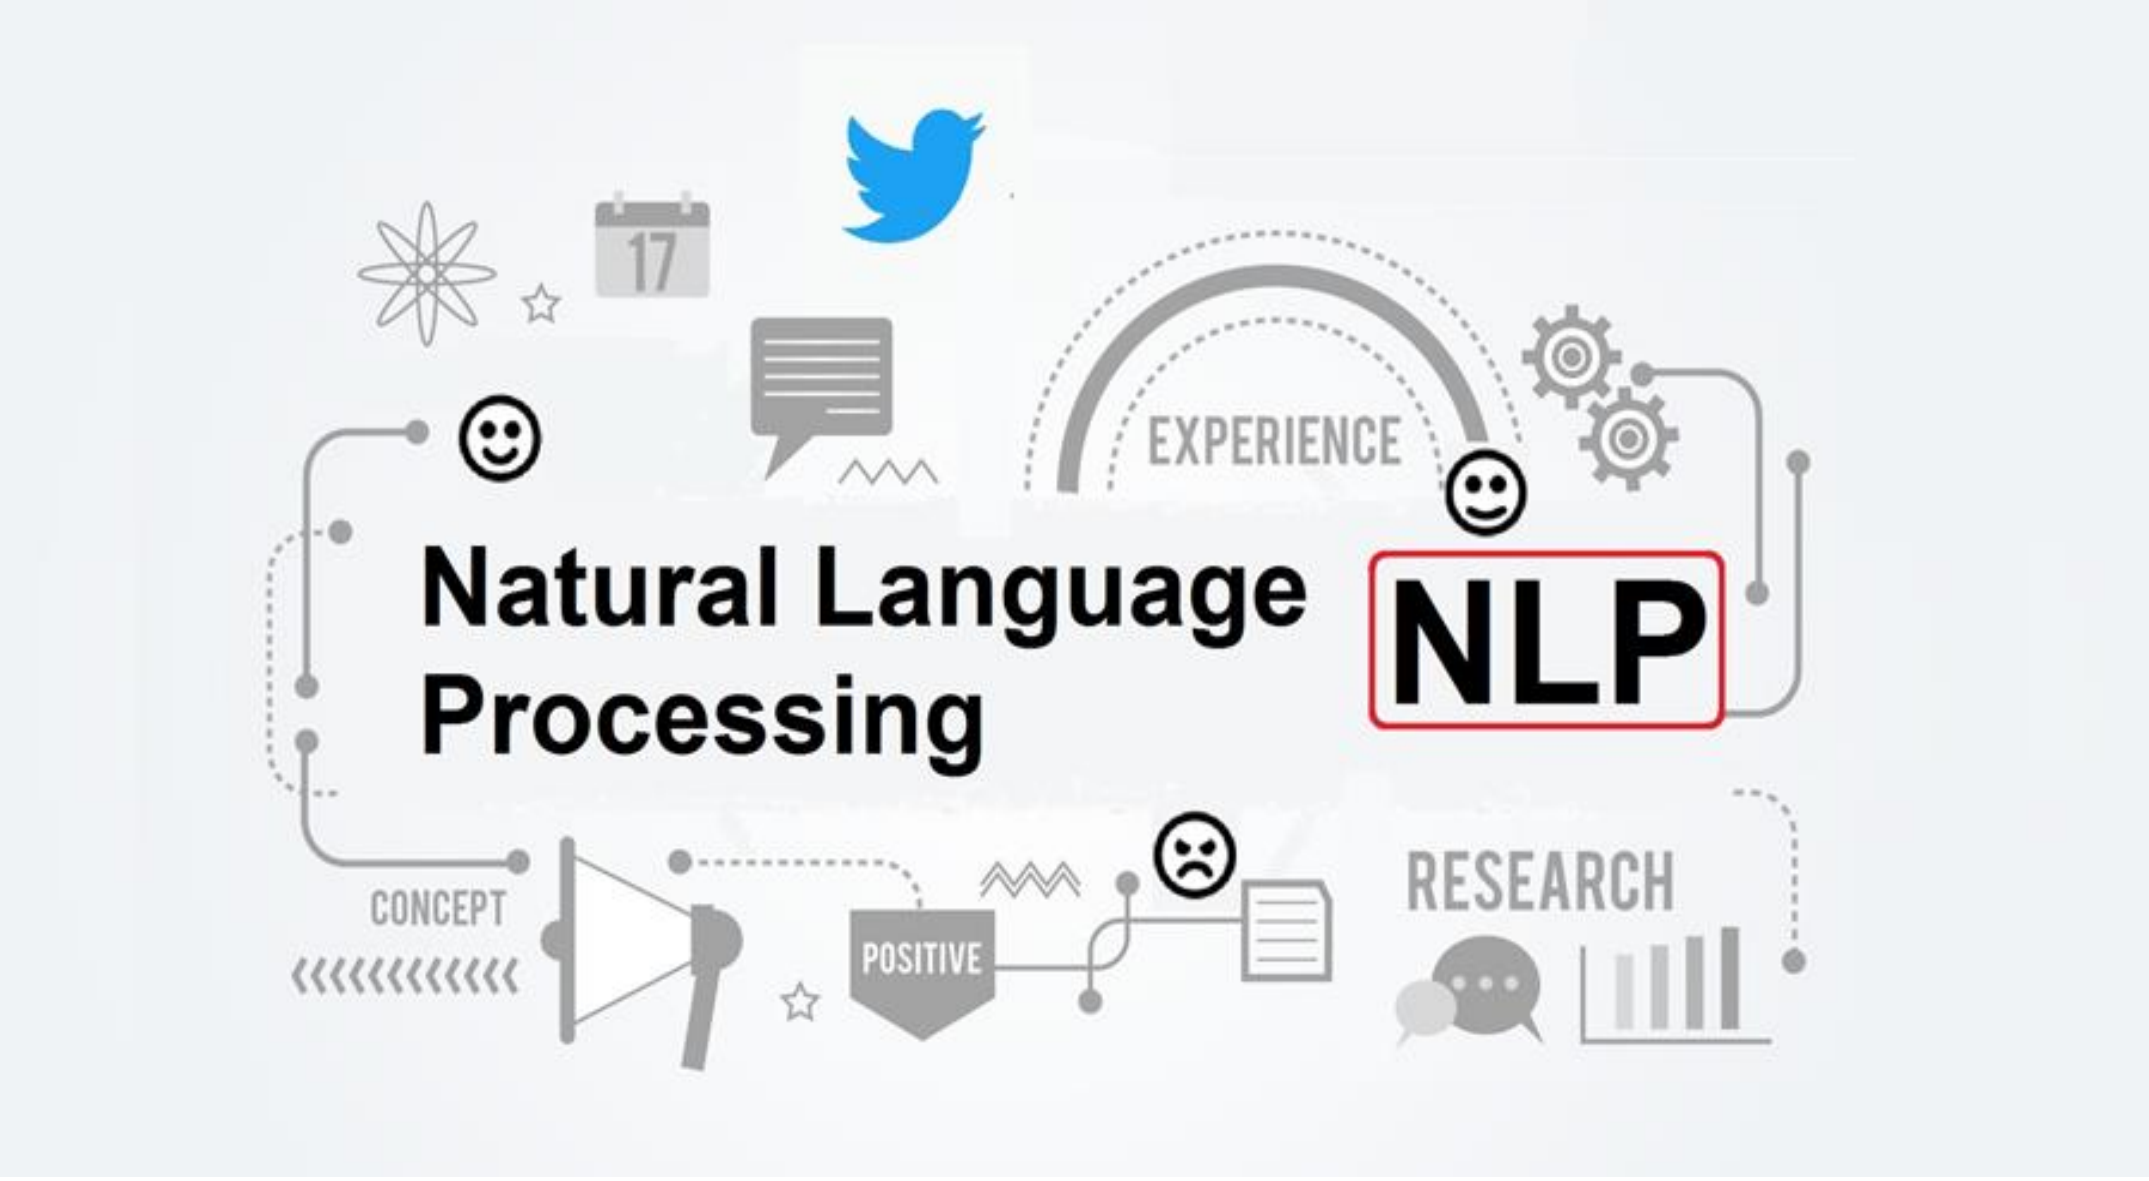 17
EXPERIENCE
Natural Language
Processing
NLP
CONCEPT
POSITIVE
RESEARCH